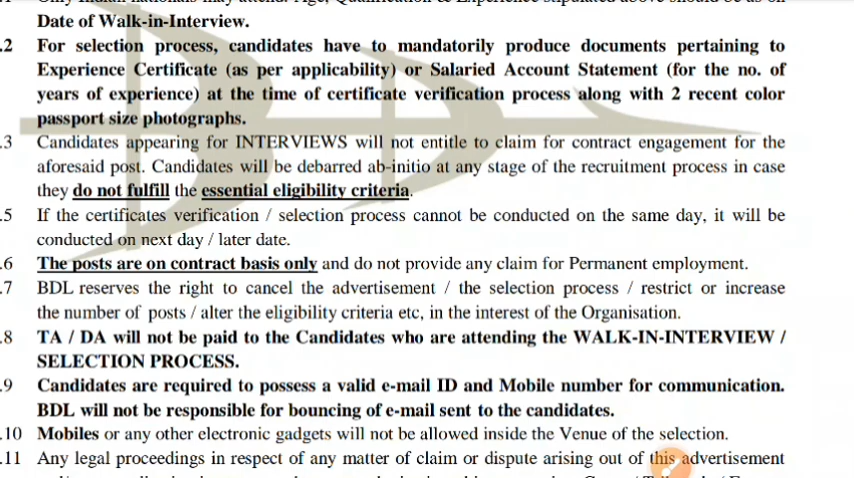 Date of Walk-in-Interview.
.2 For selection process, candidates have to mandatorily produce documents pertaining to
Experience Certificate (as per applicability) or Salaried Account Statement (for the no. of
years of experience) at the time of certificate verification process along with 2 recent color
passport size photographs.
.3 Candidates appearing for INTERVIEWS will not entitle to claim for contract engagement for the
aforesaid post. Candidates will be debarred ab-initio at any stage of the recruitment process in case
they do not fulfill the essential eligibility criteria.
.5 If the certificates verification / selection process cannot be conducted on the same day, it will be
conducted on next day / later date.
.6 The posts are on contract basis only and do not provide any claim for Permanent employment.
.7 BDL reserves the right to cancel the advertisement / the selection process / restrict or increase
the number of posts / alter the eligibility criteria etc, in the interest of the Organisation.
.8 TA / DA will not be paid to the Candidates who are attending the WALK-IN-INTERVIEW /
SELECTION PROCESS.
.9 Candidates are required to possess a valid e-mail ID and Mobile number for communication.
BDL will not be responsible for bouncing of e-mail sent to the candidates.
.10 Mobiles or any other electronic gadgets will not be allowed inside the Venue of the selection.
.11 Any legal proceedings in respect of any matter of claim or dispute arising out of this advertisement